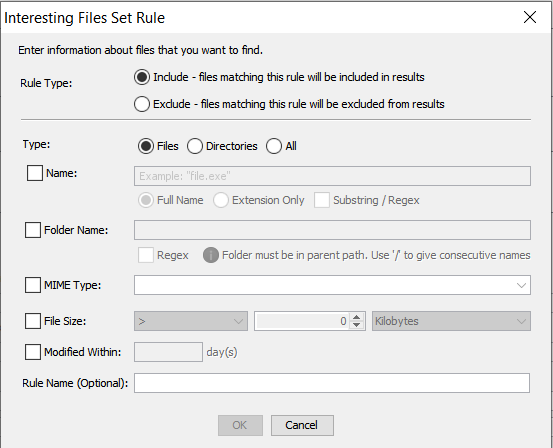 Interesting Files Set Rule
Enter information about files that you want to find.
Rule Type: Include - files matching this rule will be included in results
Exclude - files matching this rule will be excluded from results
Type: Files Directories All
Name: Example: "file.exe"
Full Name Extension Only Substring / Regex
Folder Name:
Regex i Folder must be in parent path. Use '/' to give consecutive names
MIME Type:
File Size: > 0 Kilobytes
Modified Within: day(s)
Rule Name (Optional):
OK Cancel